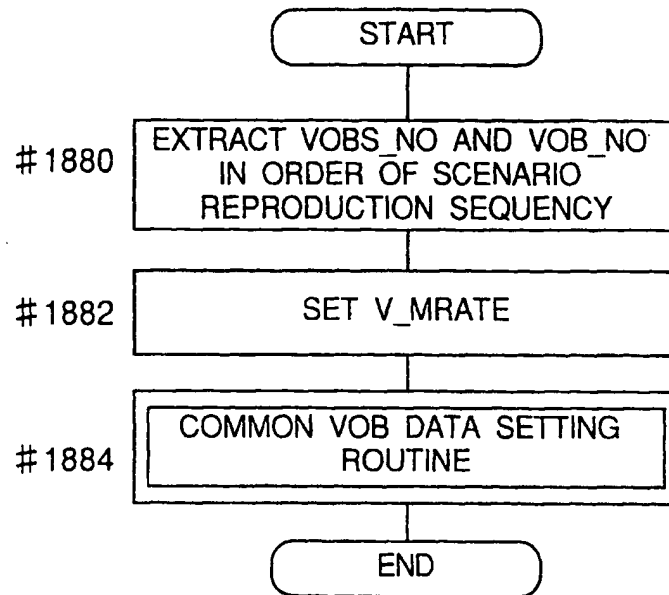 START
#1880
EXTRACT VOBS_NO AND VOB_NO
IN ORDER OF SCENARIO
REPRODUCTION SEQUENCY
#1882
SET V_MRATE
#1884
COMMON VOB DATA SETTING
ROUTINE
END